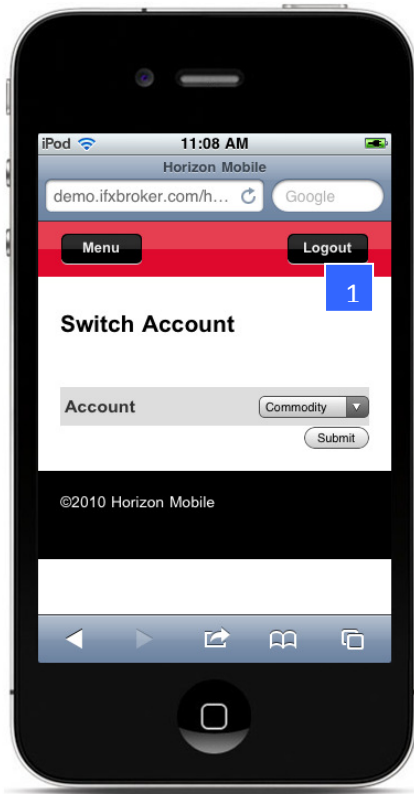 iPod 11:08 AM
Horizon Mobile
demo.ifxbroker.com/h... Google
Menu Logout
1
Switch Account
Account Commodity
Submit
©2010 Horizon Mobile